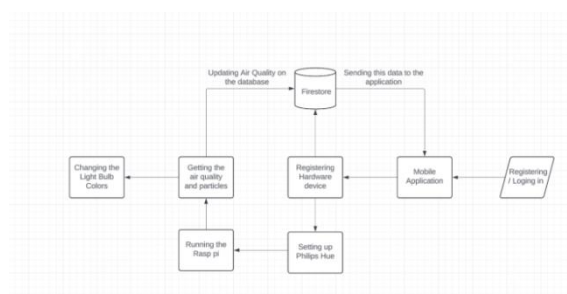 Updating Air Quality on
the database
Firestore
Sending this data to the
application
Changing the
Light Bulb
Colors
Getting the
air quality
and particles
Registering
Hardware
device
Mobile
Application
Registering
/ Loging in
Running the
Rasp pi
Setting up
Philips Hue